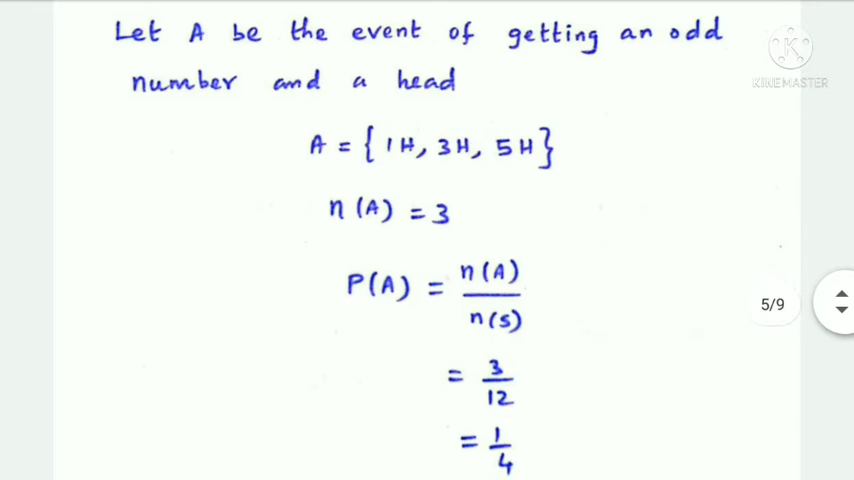 Let A be the event of getting an odd
number and a head
KINEMASTER
A = { 1H, 3H, 5H }
n(A) = 3
P(A) = n(A) / n(S)
5/9
= 3/12
= 1/4